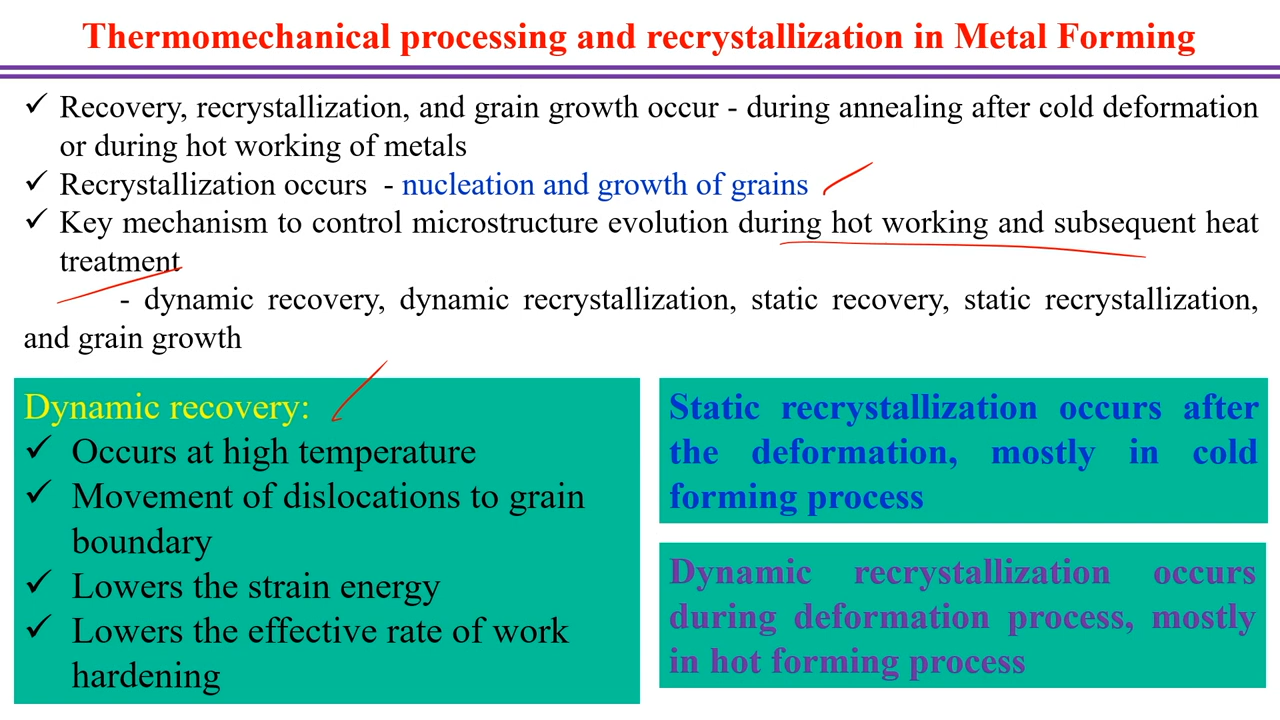 Thermomechanical processing and recrystallization in Metal Forming
✓ Recovery, recrystallization, and grain growth occur - during annealing after cold deformation
or during hot working of metals
✓ Recrystallization occurs - nucleation and growth of grains
✓ Key mechanism to control microstructure evolution during hot working and subsequent heat
treatment
- dynamic recovery, dynamic recrystallization, static recovery, static recrystallization,
and grain growth
Dynamic recovery:
✓ Occurs at high temperature
✓ Movement of dislocations to grain
boundary
✓ Lowers the strain energy
✓ Lowers the effective rate of work
hardening
Static recrystallization occurs after
the deformation, mostly in cold
forming process
Dynamic recrystallization occurs
during deformation process, mostly
in hot forming process